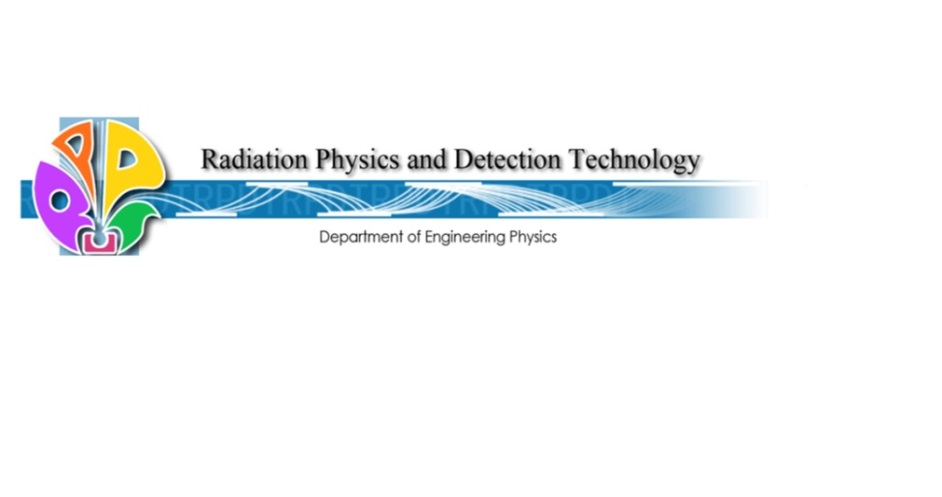 Radiation Physics and Detection Technology
Department of Engineering Physics